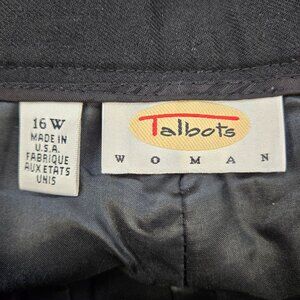 16 W
MADE IN
U.S.A.
FABRIQUE
AUX ETATS
UNIS
Talbots
WOMAN